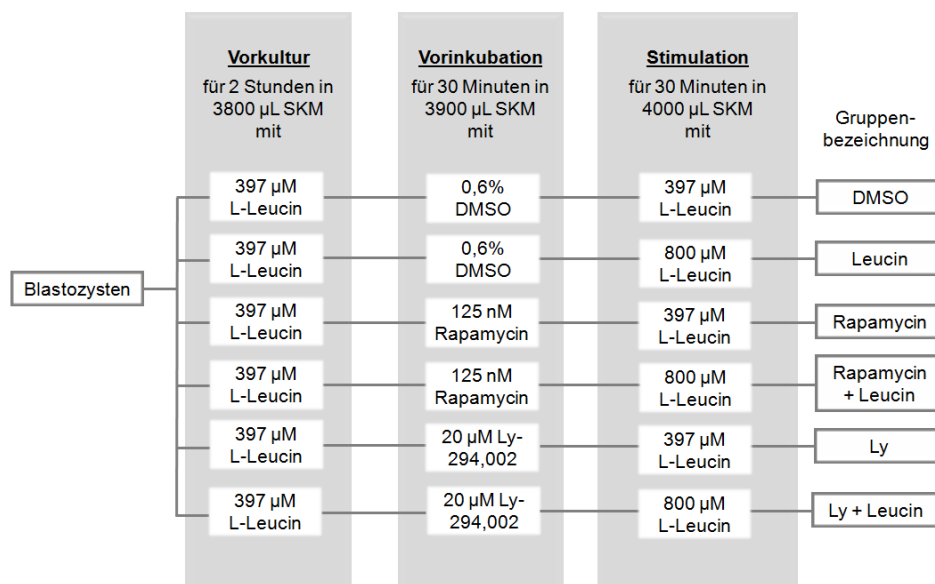 Vorkultur
für 2 Stunden in
3800 µL SKM
mit
Vorinkubation
für 30 Minuten in
3900 µL SKM
mit
Stimulation
für 30 Minuten in
4000 µL SKM
mit
Gruppen-
bezeichnung
Blastozysten
397 µM
L-Leucin
0,6%
DMSO
397 µM
L-Leucin
DMSO
397 µM
L-Leucin
0,6%
DMSO
800 µM
L-Leucin
Leucin
397 µM
L-Leucin
125 nM
Rapamycin
397 µM
L-Leucin
Rapamycin
397 µM
L-Leucin
125 nM
Rapamycin
800 µM
L-Leucin
Rapamycin
+ Leucin
397 µM
L-Leucin
20 µM Ly-
294,002
397 µM
L-Leucin
Ly
397 µM
L-Leucin
20 µM Ly-
294,002
800 µM
L-Leucin
Ly + Leucin